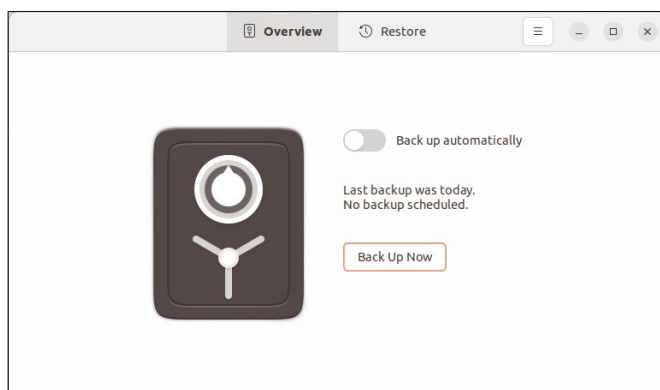 Overview
Restore
Back up automatically
Last backup was today.
No backup scheduled.
Back Up Now